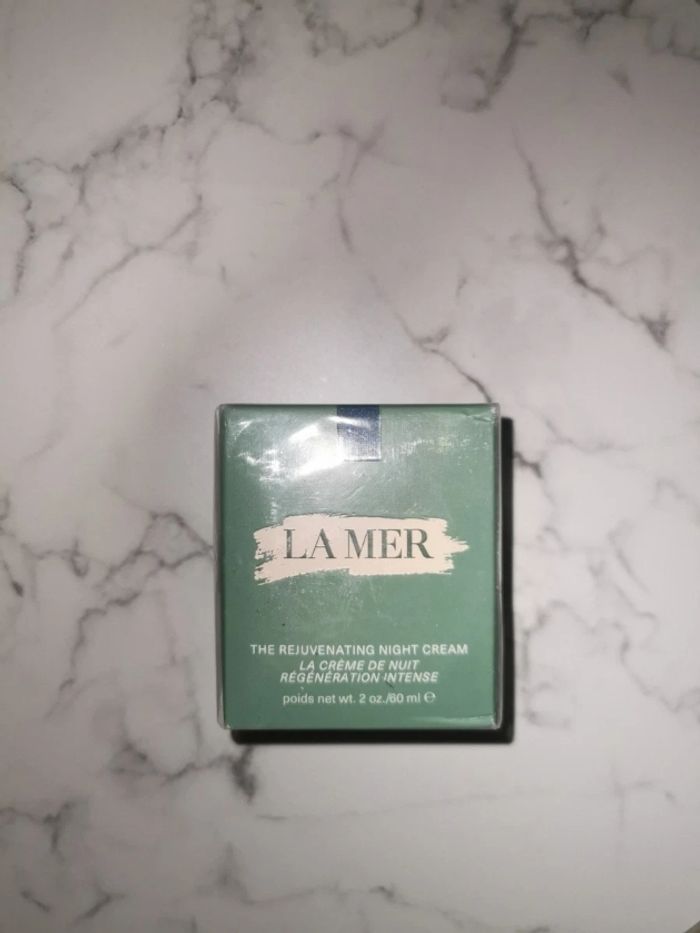 LA MER
THE REJUVENATING NIGHT CREAM
LA CRÈME DE NUIT
RÉGÉNÉRATION INTENSE
poids net wt. 2 oz./60 ml ℮